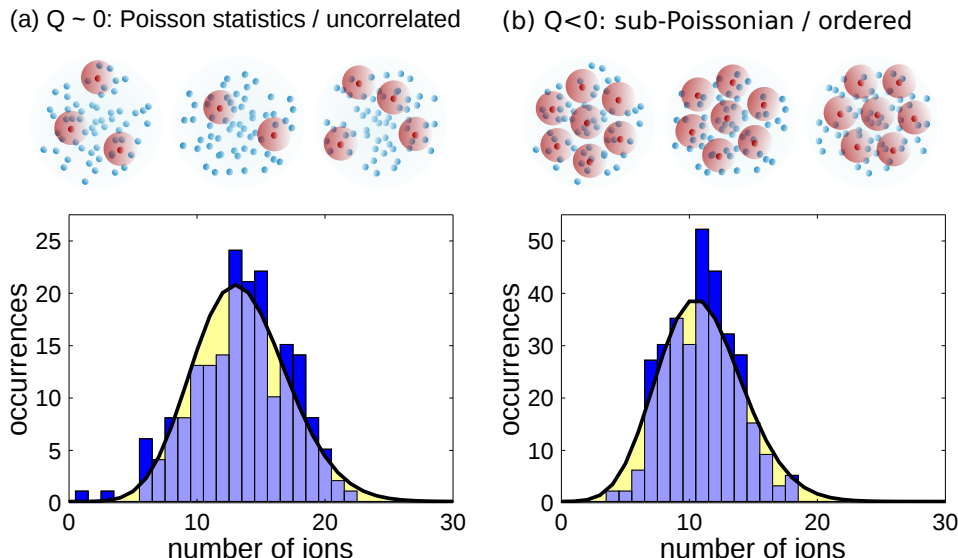 (a) Q ~ 0: Poisson statistics / uncorrelated
(b) Q<0: sub-Poissonian / ordered
occurrences
25
20
15
10
5
0
0 10 20 30
number of ions
occurrences
50
40
30
20
10
0
0 10 20 30
number of ions